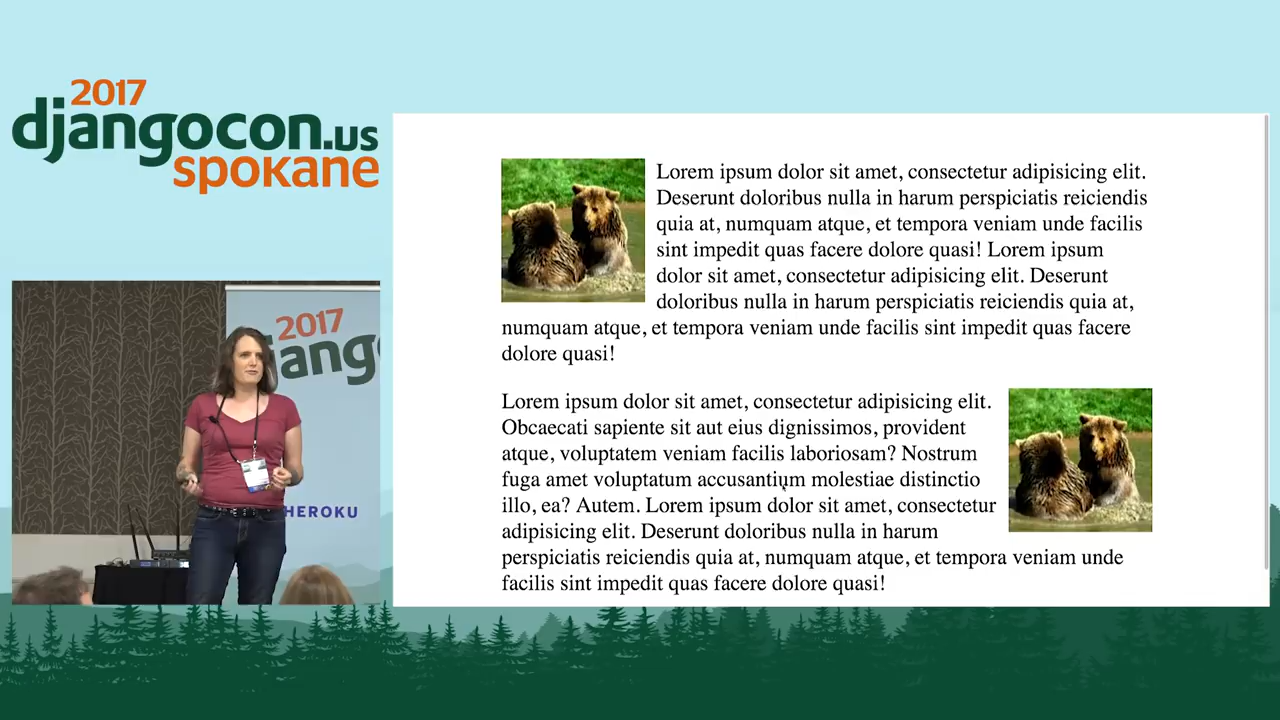 2017
djangocon.us
spokane
2017
jang
HEROKU
Lorem ipsum dolor sit amet, consectetur adipisicing elit.
Deserunt doloribus nulla in harum perspiciatis reiciendis
quia at, numquam atque, et tempora veniam unde facilis
sint impedit quas facere dolore quasi! Lorem ipsum
dolor sit amet, consectetur adipisicing elit. Deserunt
doloribus nulla in harum perspiciatis reiciendis quia at,
numquam atque, et tempora veniam unde facilis sint impedit quas facere
dolore quasi!
Lorem ipsum dolor sit amet, consectetur adipisicing elit.
Obcaecati sapiente sit aut eius dignissimos, provident
atque, voluptatem veniam facilis laboriosam? Nostrum
fuga amet voluptatum accusantium molestiae distinctio
illo, ea? Autem. Lorem ipsum dolor sit amet, consectetur
adipisicing elit. Deserunt doloribus nulla in harum
perspiciatis reiciendis quia at, numquam atque, et tempora veniam unde
facilis sint impedit quas facere dolore quasi!